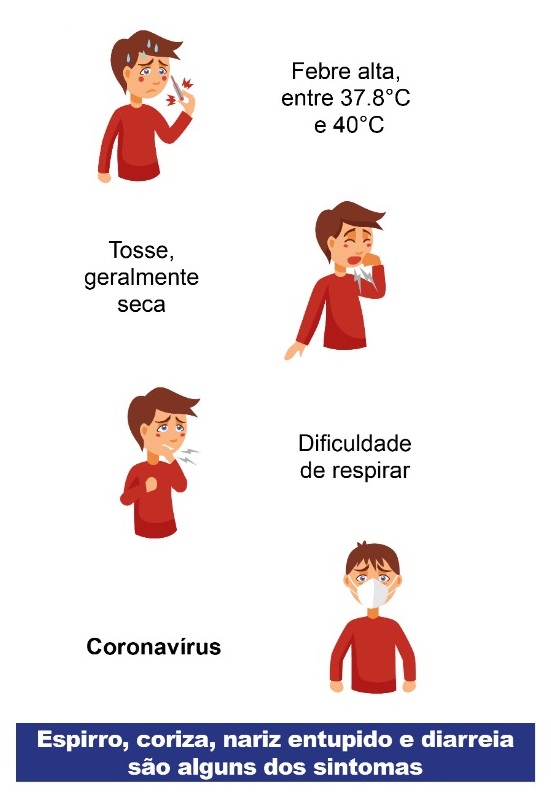 Febre alta,
entre 37.8°C
e 40°C
Tosse,
geralmente
seca
Dificuldade
de respirar
Coronavírus
Espirro, coriza, nariz entupido e diarreia
são alguns dos sintomas